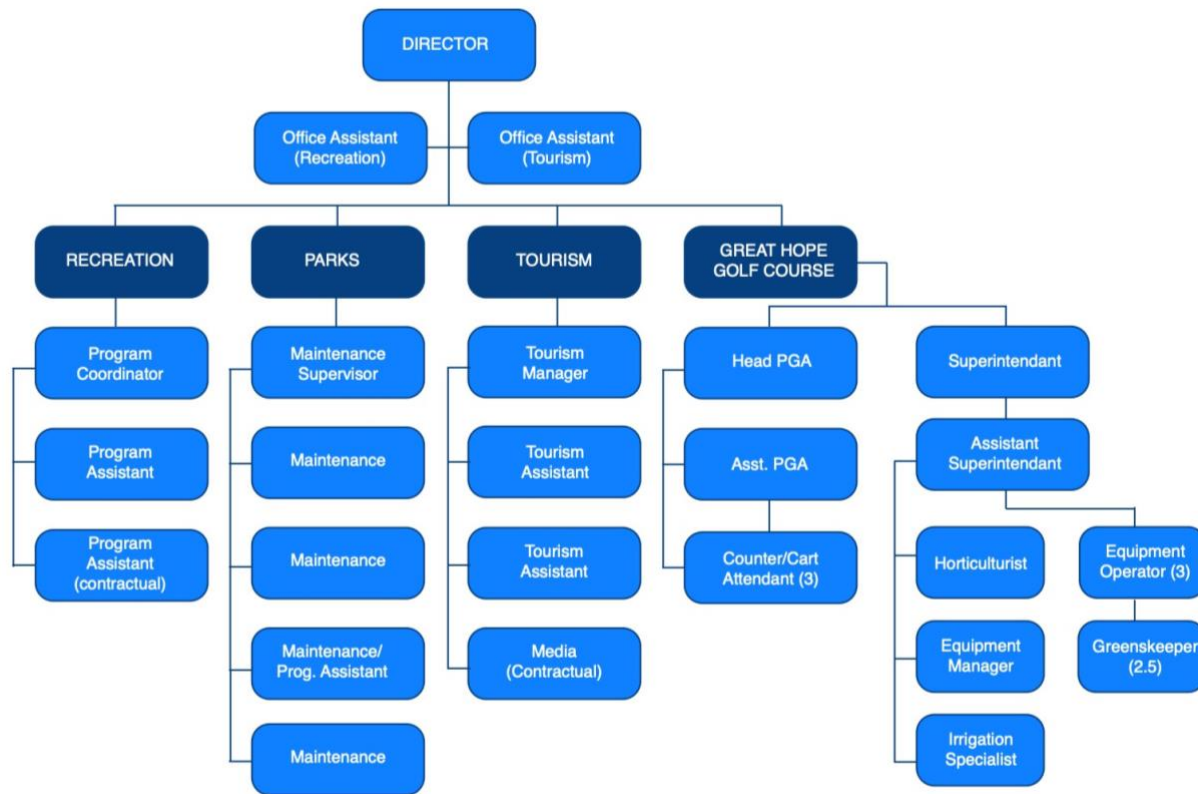 DIRECTOR
Office Assistant
(Recreation)
Office Assistant
(Tourism)
RECREATION
PARKS
TOURISM
GREAT HOPE
GOLF COURSE
Program
Coordinator
Program
Assistant
Program
Assistant
(contractual)
Maintenance
Supervisor
Maintenance
Maintenance
Maintenance/
Prog. Assistant
Maintenance
Tourism
Manager
Tourism
Assistant
Tourism
Assistant
Media
(Contractual)
Head PGA
Asst. PGA
Counter/Cart
Attendant (3)
Superintendant
Assistant
Superintendant
Horticulturist
Equipment
Manager
Irrigation
Specialist
Equipment
Operator (3)
Greenskeeper
(2.5)